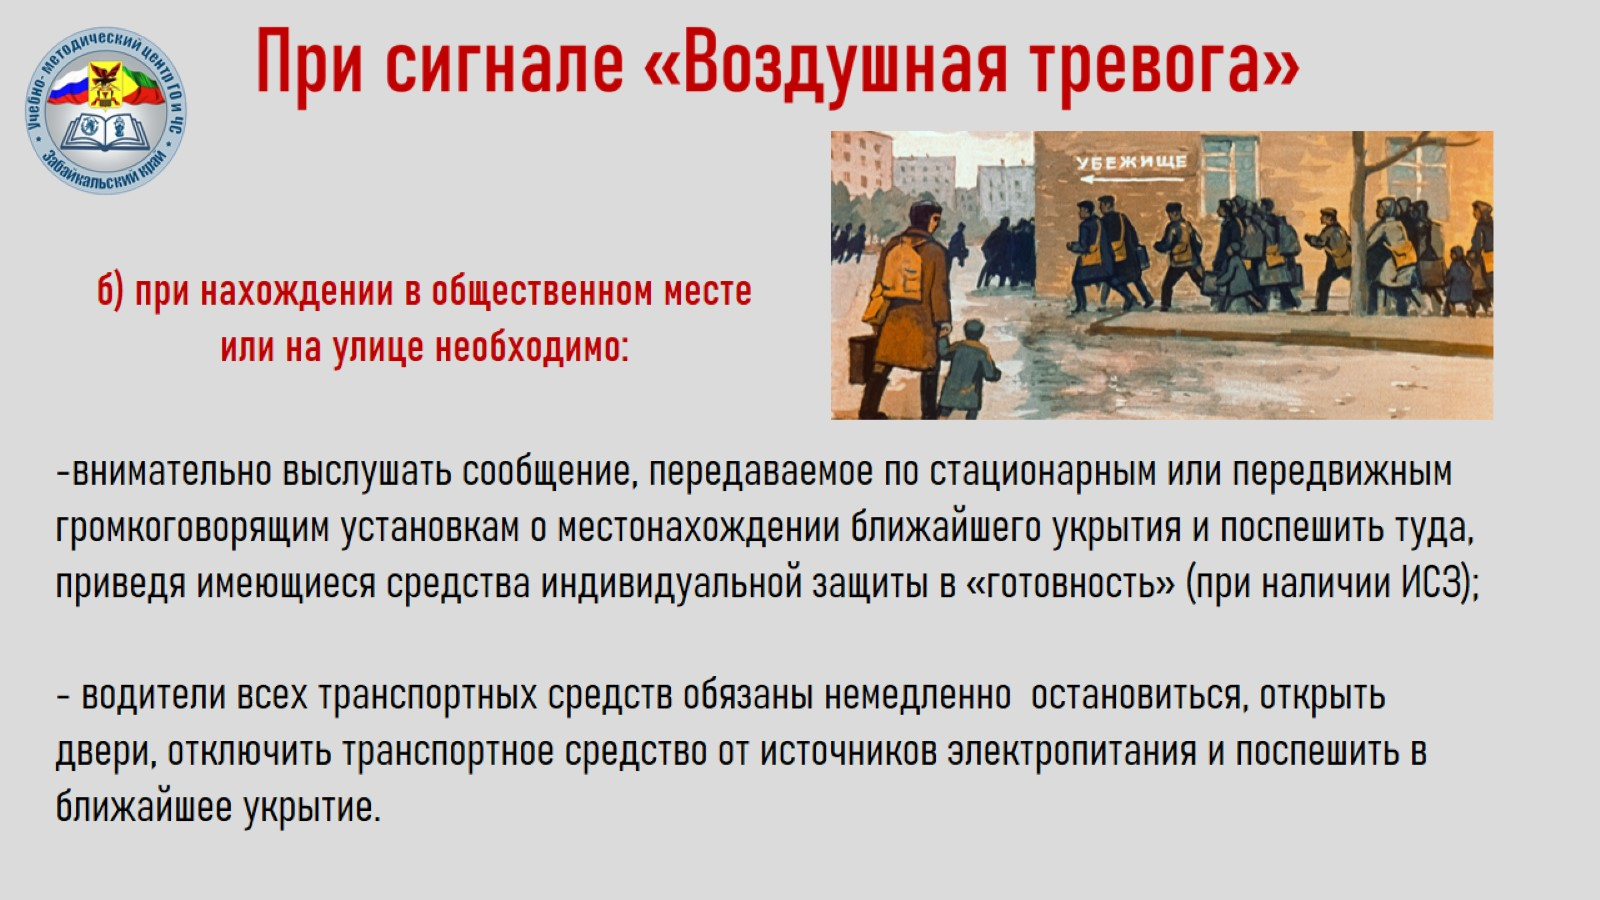 Учебно-методический центр ГО и ЧС
Забайкальский край
При сигнале «Воздушная тревога»
УБЕЖИЩЕ
б) при нахождении в общественном месте
или на улице необходимо:
-внимательно выслушать сообщение, передаваемое по стационарным или передвижным
громкоговорящим установкам о местонахождении ближайшего укрытия и поспешить туда,
приведя имеющиеся средства индивидуальной защиты в «готовность» (при наличии ИСЗ);
- водители всех транспортных средств обязаны немедленно  остановиться, открыть
двери, отключить транспортное средство от источников электропитания и поспешить в
ближайшее укрытие.